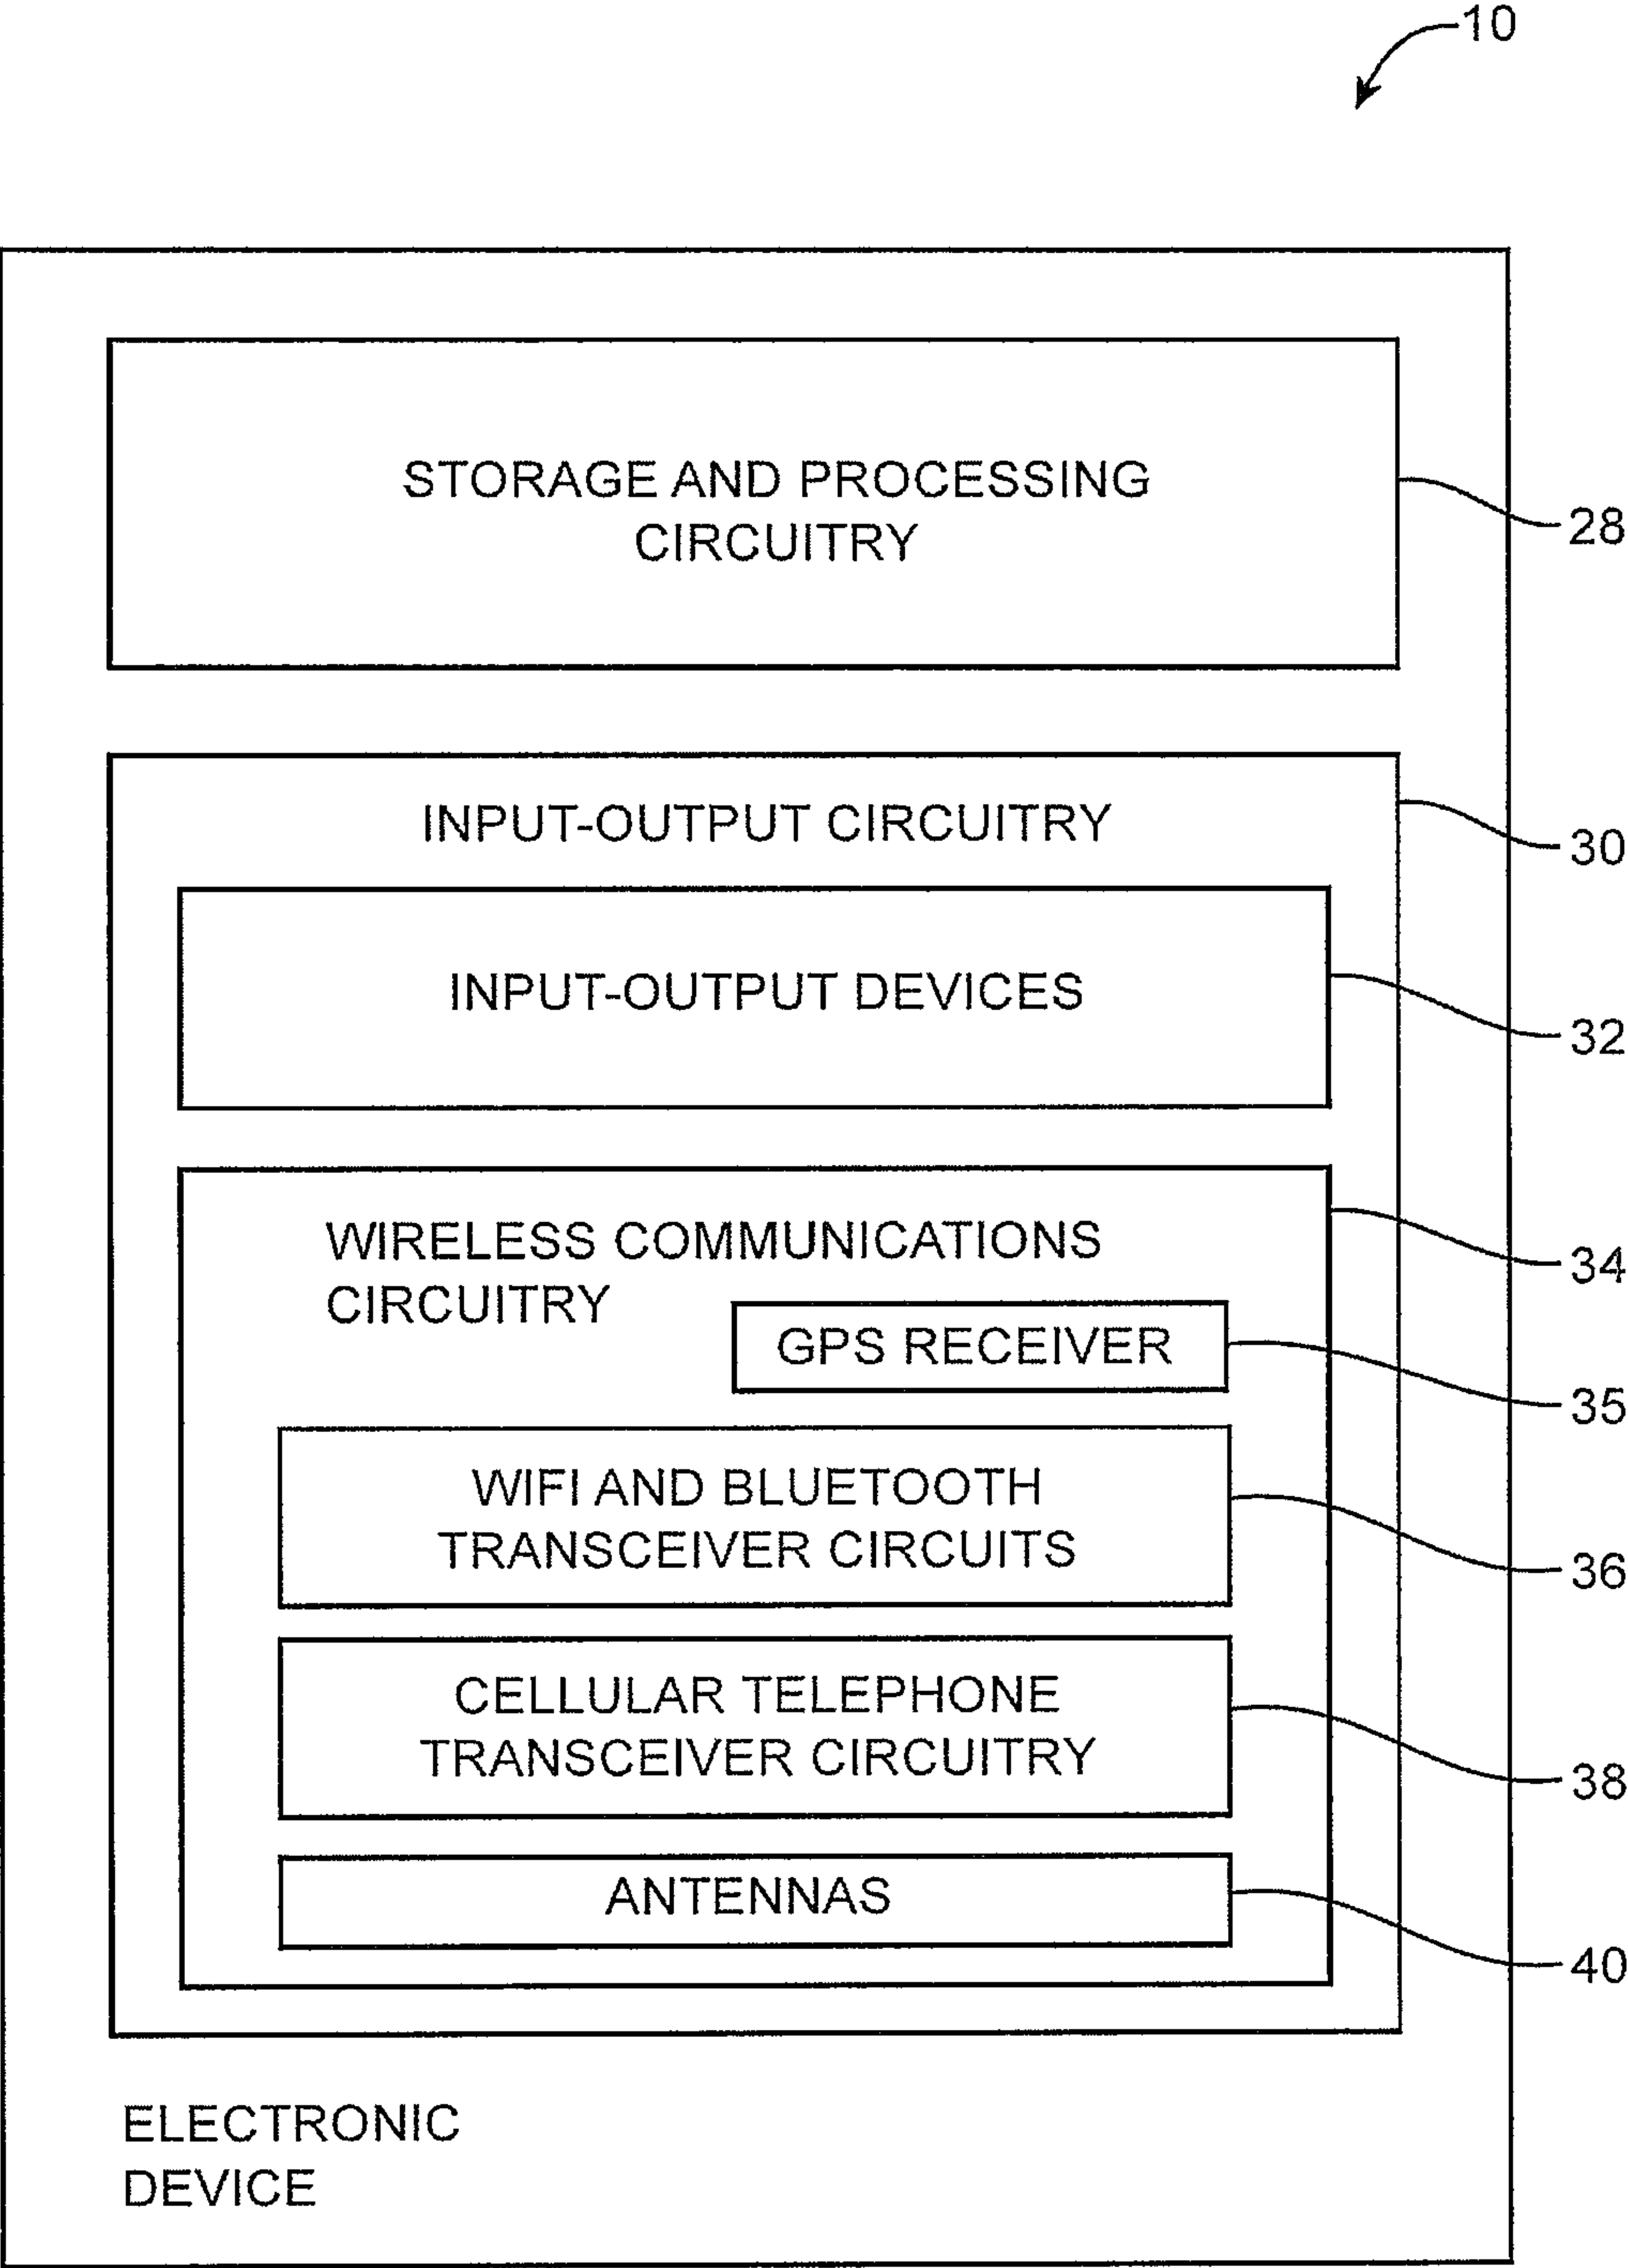 10
STORAGE AND PROCESSING
CIRCUITRY
28
INPUT-OUTPUT CIRCUITRY
30
INPUT-OUTPUT DEVICES
32
WIRELESS COMMUNICATIONS
CIRCUITRY
34
GPS RECEIVER
35
WIFI AND BLUETOOTH
TRANSCEIVER CIRCUITS
36
CELLULAR TELEPHONE
TRANSCEIVER CIRCUITRY
38
ANTENNAS
40
ELECTRONIC
DEVICE